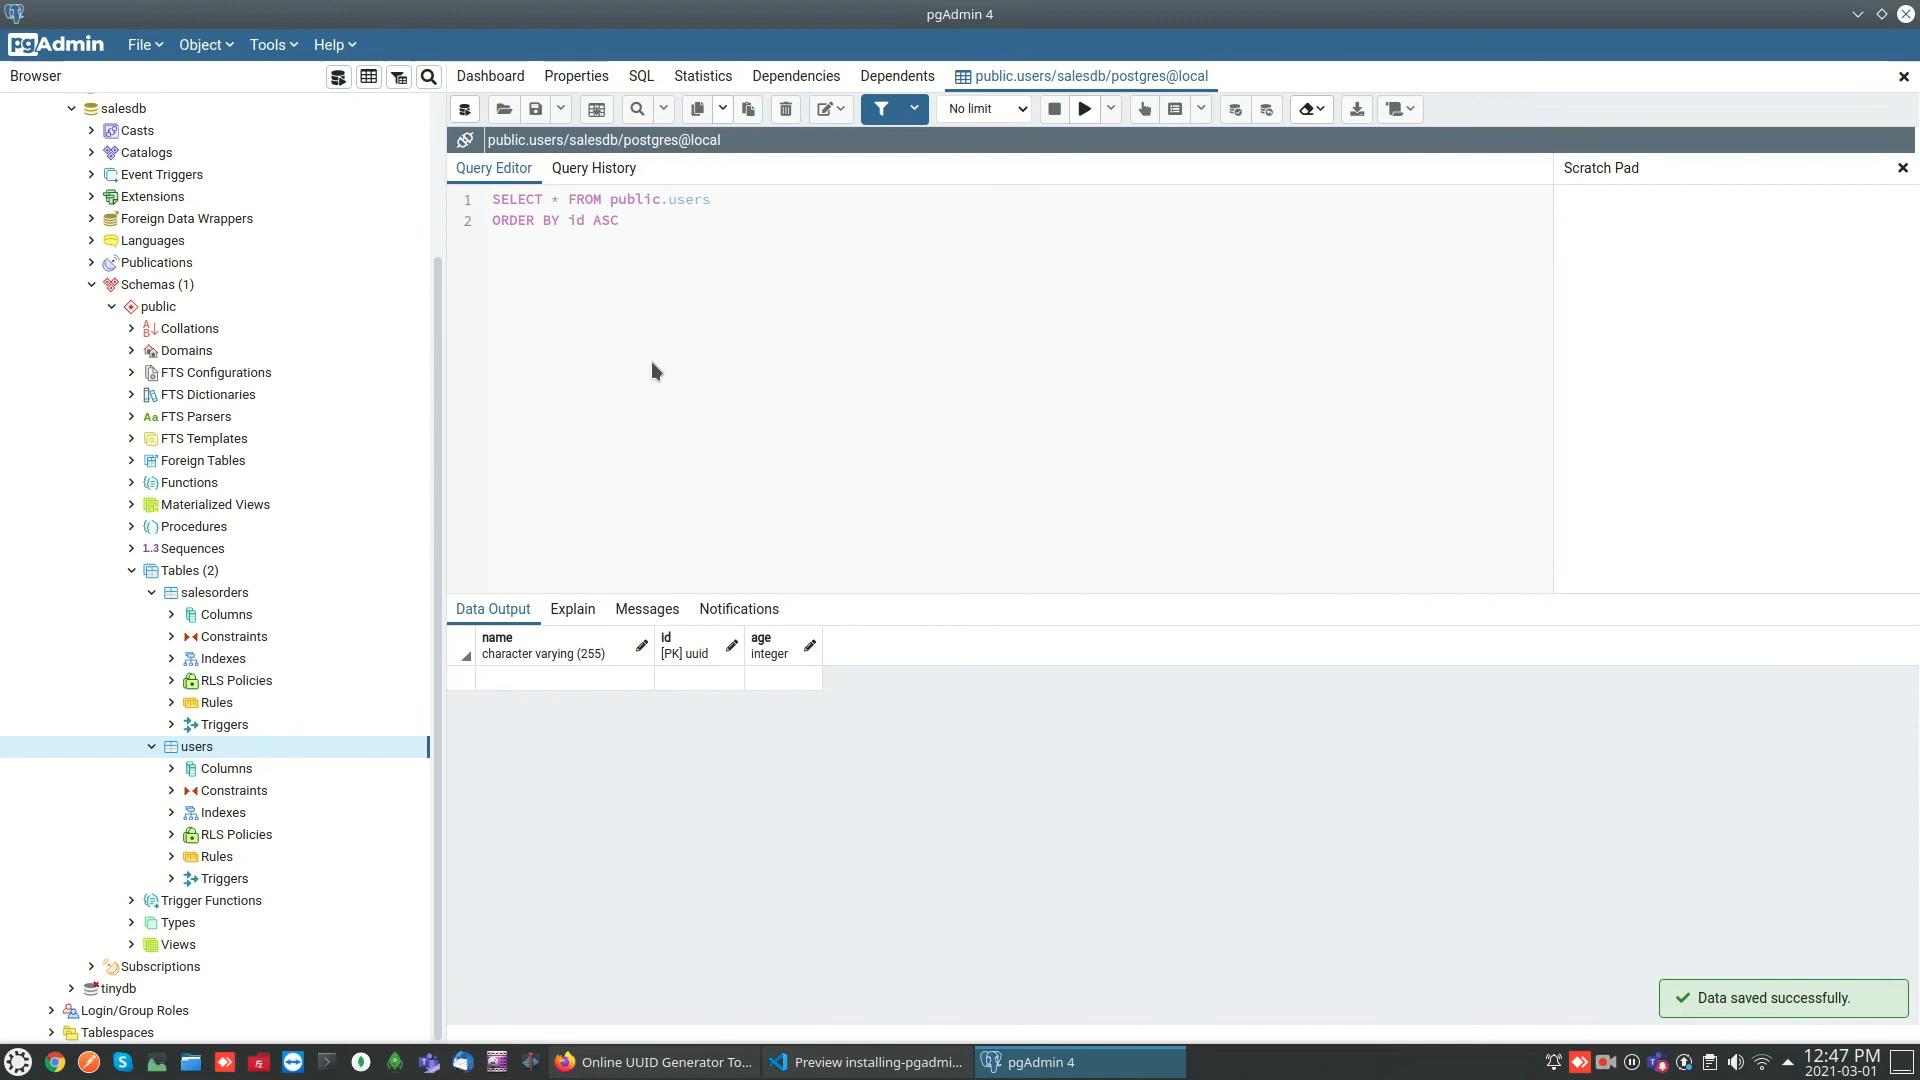 pgAdmin 4
pgAdmin
File
Object
Tools
Help
Browser
Dashboard
Properties
SQL
Statistics
Dependencies
Dependents
public.users/salesdb/postgres@local
No limit
public.users/salesdb/postgres@local
Query Editor
Query History
Scratch Pad
1 SELECT * FROM public.users
2 ORDER BY id ASC
salesdb
Casts
Catalogs
Event Triggers
Extensions
Foreign Data Wrappers
Languages
Publications
Schemas (1)
public
Collations
Domains
FTS Configurations
FTS Dictionaries
Aa FTS Parsers
FTS Templates
Foreign Tables
Functions
Materialized Views
Procedures
1..3 Sequences
Tables (2)
salesorders
Columns
Constraints
Indexes
RLS Policies
Rules
Triggers
users
Columns
Constraints
Indexes
RLS Policies
Rules
Triggers
Trigger Functions
Types
Views
Subscriptions
tinydb
Login/Group Roles
Tablespaces
Data Output
Explain
Messages
Notifications
name
character varying (255)
id
[PK] uuid
age
integer
Data saved successfully.
Online UUID Generator To...
Preview installing-pgadmi...
pgAdmin 4
12:47 PM
2021-03-01